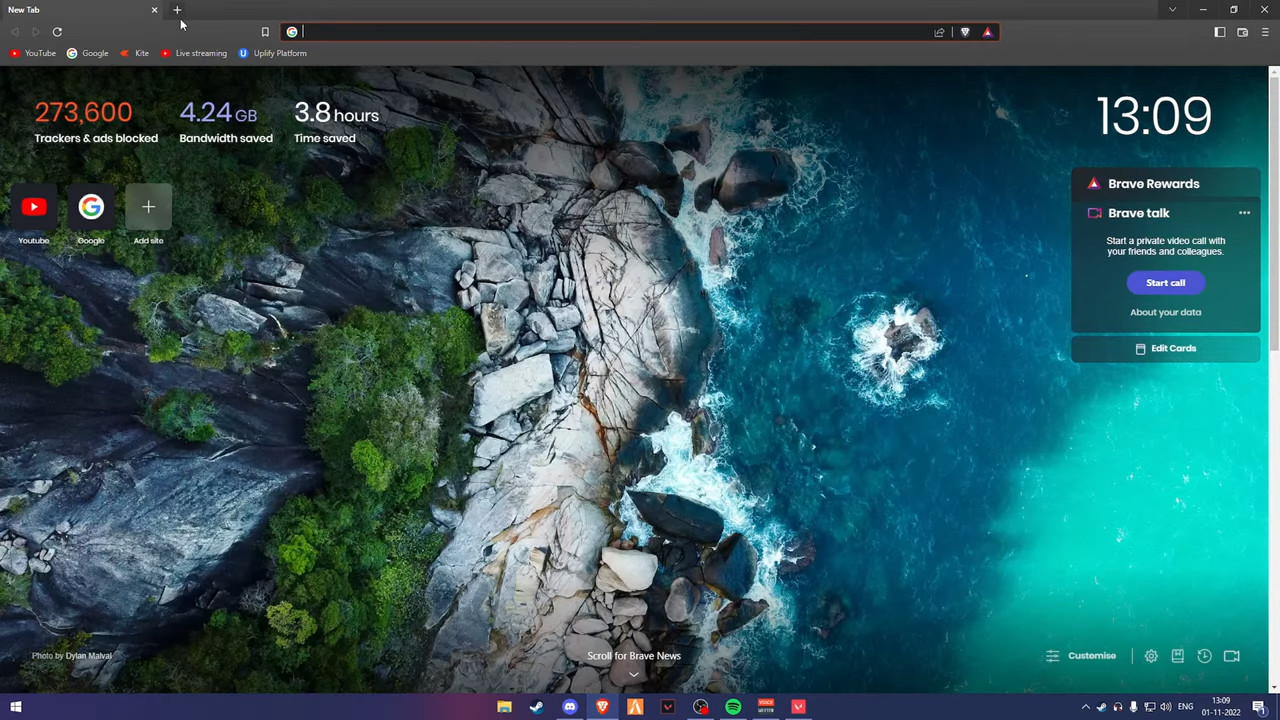 New Tab
YouTube
Google
Kite
Live streaming
Uplify Platform
273,600
Trackers & ads blocked
4.24 GB
Bandwidth saved
3.8 hours
Time saved
13:09
Youtube
Google
Add site
Brave Rewards
Brave talk
Start a private video call with
your friends and colleagues.
Start call
About your data
Edit Cards
Photo by Dylan Malval
Scroll for Brave News
Customise
VOICE
MEETER
ENG
13:09
01-11-2022